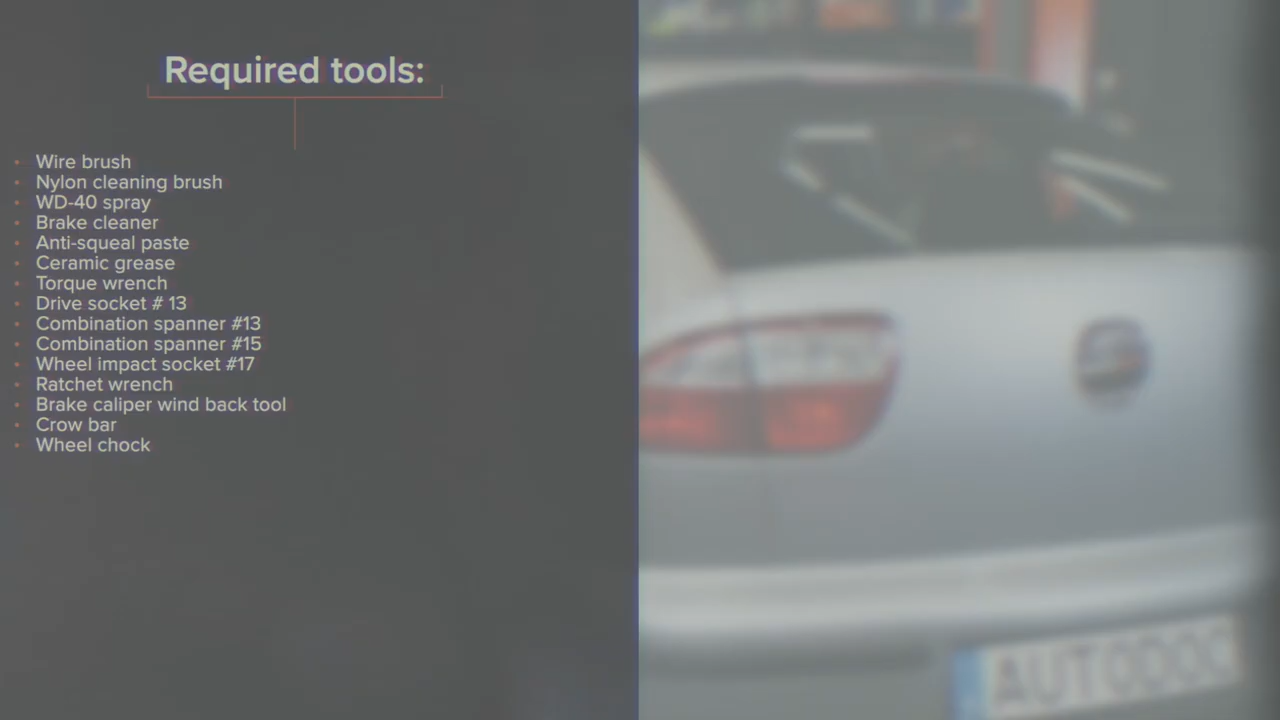 Required tools:
Wire brush
Nylon cleaning brush
WD-40 spray
Brake cleaner
Anti-squeal paste
Ceramic grease
Torque wrench
Drive socket # 13
Combination spanner #13
Combination spanner #15
Wheel impact socket #17
Ratchet wrench
Brake caliper wind back tool
Crow bar
Wheel chock
AUTODOC